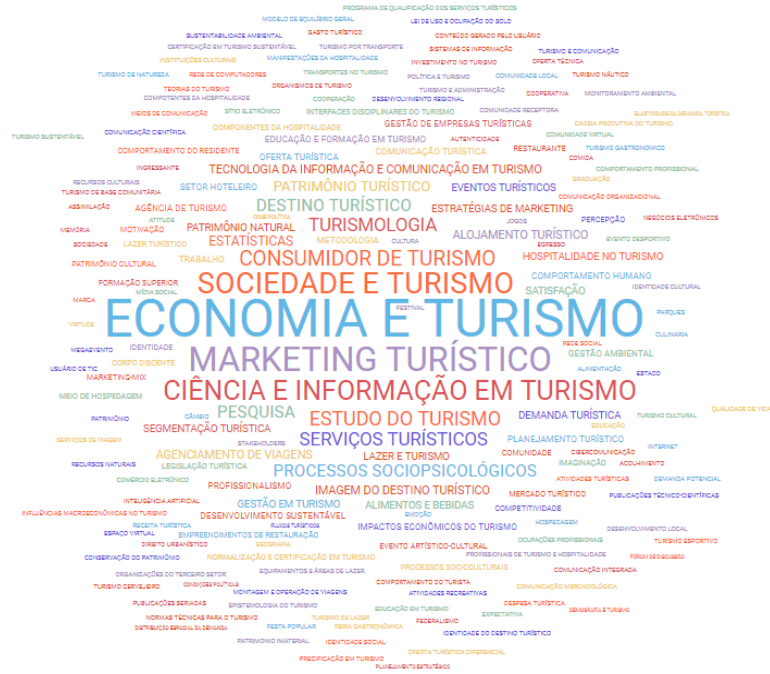 PROGRAMA DE QUALIFICAÇÃO DOS SERVIÇOS TURÍSTICOS
MODELO DE EQUILÍBRIO GERAL LEI DE USO E OCUPAÇÃO DO SOLO
SUSTENTABILIDADE AMBIENTAL GASTO TURÍSTICO CONTEÚDO GERADO PELO USUÁRIO
CERTIFICAÇÃO EM TURISMO SUSTENTÁVEL TURISMO POR TRANSPORTE SISTEMAS DE INFORMAÇÃO TURISMO E COMUNICAÇÃO
INSTITUIÇÕES CULTURAIS MANIFESTAÇÕES DA HOSPITALIDADE INVESTIMENTO NO TURISMO OFERTA TÉCNICA
TURISMO DE NATUREZA REDE DE COMPUTADORES TRANSPORTES NO TURISMO POLÍTICA E TURISMO COMUNIDADE LOCAL TURISMO NÁUTICO
TEORIAS DO TURISMO ORGANISMOS DE TURISMO TURISMO E ADMINISTRAÇÃO COOPERATIVA MONITORAMENTO AMBIENTAL
COMPOTENTES DA HOSPITALIDADE COOPERAÇÃO DESENVOLVIMENTO REGIONAL
MEIOS DE COMUNICAÇÃO SÍTIO ELETRÔNICO INTERFACES DISCIPLINARES DO TURISMO COMUNIDADE RECEPTORA ELASTICIDADE DA DEMANDA TURÍSTICA
COMPONENTES DA HOSPITALIDADE GESTÃO DE EMPRESAS TURÍSTICAS CADEIA PRODUTIVA DO TURISMO
TURISMO SUSTENTÁVEL COMUNICAÇÃO CIENTÍFICA EDUCAÇÃO E FORMAÇÃO EM TURISMO AUTENTICIDADE COMUNIDADE VIRTUAL
COMPORTAMENTO DO RESIDENTE OFERTA TURÍSTICA COMUNICAÇÃO TURÍSTICA RESTAURANTE TURISMO GASTRONOMICO
COMIDA
INGRESSANTE TECNOLOGIA DA INFORMAÇÃO E COMUNICAÇÃO EM TURISMO COMPORTAMENTO PROFISSIONAL
RECURSOS CULTURAIS SETOR HOTELEIRO PATRIMÔNIO TURÍSTICO EVENTOS TURÍSTICOS GRADUAÇÃO
TURISMO DE BASE COMUNITÁRIA COMUNICAÇÃO ORGANIZACIONAL
ASSIMILAÇÃO AGÊNCIA DE TURISMO DESTINO TURÍSTICO ESTRATÉGIAS DE MARKETING
ATITUDE CRISE POLÍTICA JOGOS PERCEPÇÃO NEGÓCIOS ELETRÔNICOS
MEMÓRIA MOTIVAÇÃO PATRIMÔNIO NATURAL TURISMOLOGIA ALOJAMENTO TURÍSTICO EVENTO DESPORTIVO
SOCIEDADE LAZER TURÍSTICO ESTATÍSTICAS METODOLOGIA CULTURA EGRESSO
PATRIMÔNIO CULTURAL TRABALHO CONSUMIDOR DE TURISMO HOSPITALIDADE NO TURISMO
FORMAÇÃO SUPERIOR SOCIEDADE E TURISMO SATISFAÇÃO COMPORTAMENTO HUMANO
MÍDIA SOCIAL IDENTIDADE CULTURAL
MARCA FESTIVAL PARQUES
VIRTUDE ECONOMIA E TURISMO CULINARIA
MEGAEVENTO IDENTIDADE REDE SOCIAL
CORPO DISCENTE MARKETING TURÍSTICO GESTÃO AMBIENTAL
USUÁRIO DE TIC ALIMENTAÇÃO ESTADO
MARKETING-MIX CIÊNCIA E INFORMAÇÃO EM TURISMO
MEIO DE HOSPEDAGEM QUALIDADE DE VIDA
PATRIMÔNIO CÂMBIO PESQUISA ESTUDO DO TURISMO DEMANDA TURÍSTICA TURISMO CULTURAL
SEGMENTAÇÃO TURÍSTICA EDUCAÇÃO
SERVIÇOS DE VIAGEM STAKEHOLDERS SERVIÇOS TURÍSTICOS PLANEJAMENTO TURÍSTICO INTERNET
AGENCIAMENTO DE VIAGENS LAZER E TURISMO COMUNIDADE CIBERCOMUNICAÇÃO
RECURSOS NATURAIS LEGISLAÇÃO TURÍSTICA PROCESSOS SOCIOPSICOLÓGICOS IMAGINAÇÃO ACOLHIMENTO
COMÉRCIO ELETRÔNICO PROFISSIONALISMO ATIVIDADES TURÍSTICAS DEMANDA POTENCIAL
INTELIGÊNCIA ARTIFICIAL IMAGEM DO DESTINO TURÍSTICO MERCADO TURÍSTICO PUBLICAÇÕES TÉCNICO-CIENTÍFICAS
GESTÃO EM TURISMO ALIMENTOS E BEBIDAS COMPETITIVIDADE
INFLUÊNCIAS MACROECONÔMICAS NO TURISMO DESENVOLVIMENTO SUSTENTÁVEL EMOÇÃO
RECEITA TURÍSTICA FLUXOS TURÍSTICOS IMPACTOS ECONÔMICOS DO TURISMO HOSPEDAGEM DESENVOLVIMENTO LOCAL
ESPAÇO VIRTUAL EMPREENDIMENTOS DE RESTAURAÇÃO OCUPAÇÕES PROFISSIONAIS TURISMO ESPORTIVO
DIREITO URBANÍSTICO GEOGRAFIA EVENTO ARTÍSTICO-CULTURAL
CONSERVAÇÃO DO PATRIMÔNIO NORMALIZAÇÃO E CERTIFICAÇÃO EM TURISMO PROFISSIONAIS DE TURISMO E HOSPITALIDADE FÓRUM DE DISCUSSÃO
ORGANIZAÇÕES DO TERCEIRO SETOR EQUIPAMENTOS E ÁREAS DE LAZER PROCESSOS SOCIOCULTURAIS COMUNICAÇÃO INTEGRADA
TURISMO CERVEJEIRO CONDIÇÕES POLÍTICAS COMPORTAMENTO DO TURISTA COMUNICAÇÃO MERCADOLÓGICA
MONTAGEM E OPERAÇÃO DE VIAGENS ATIVIDADES RECREATIVAS
PUBLICAÇÕES SERIADAS EPISTEMOLOGIA DO TURISMO EDUCAÇÃO EM TURISMO DESPESA TURÍSTICA DEMOGRAFIA E TURISMO
NORMAS TÉCNICAS PARA O TURISMO TURISMO DE LAZER FEDERALISMO EXPECTATIVA
DISTRIBUIÇÃO ESPACIAL DA DEMANDA FESTA POPULAR FEIRA GASTRONÔMICA IDENTIDADE DO DESTINO TURÍSTICO
PATRIMONIO IMATERIAL IDENTIDADE SOCIAL
PRECIFICAÇÃO EM TURISMO OFERTA TURÍSTICA DIFERENCIAL
PLANEJAMENTO ESTRATÉGICO